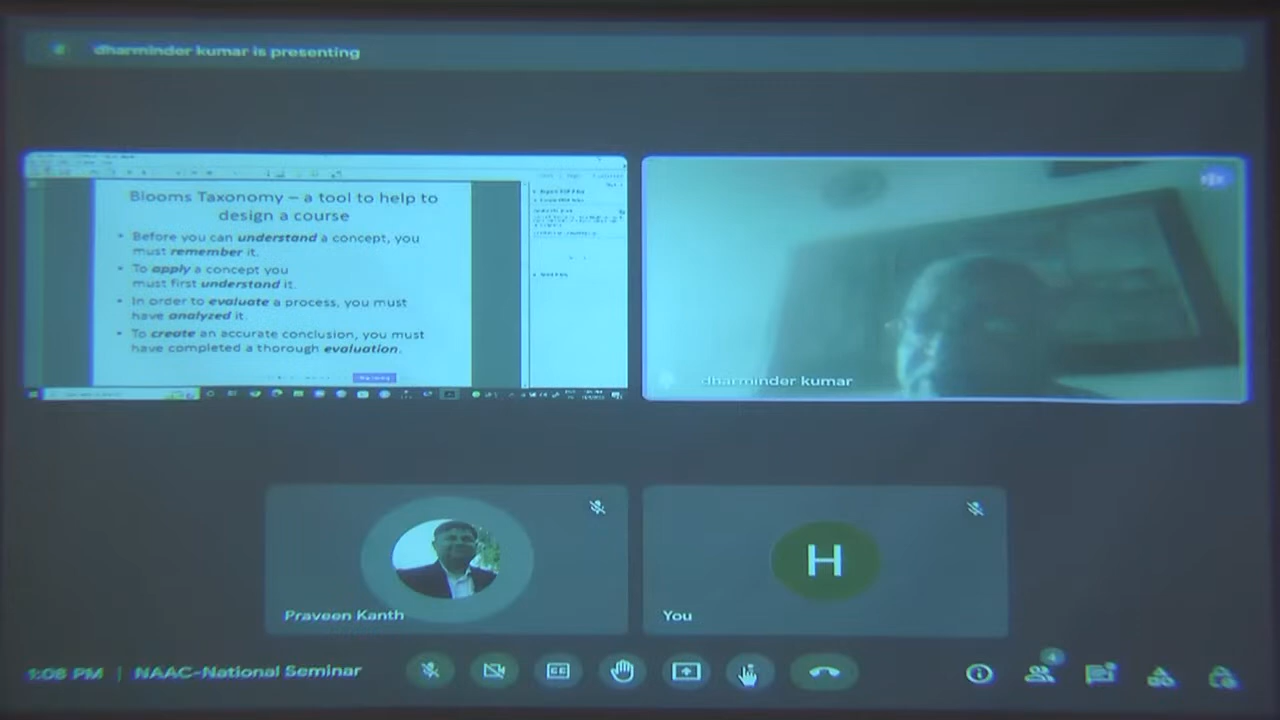 dharminder kumar is presenting
Blooms Taxonomy – a tool to help to
design a course
• Before you can understand a concept, you
must remember it.
• To apply a concept you
must first understand it.
• In order to evaluate a process, you must
have analyzed it.
• To create an accurate conclusion, you must
have completed a thorough evaluation.
dharminder kumar
Praveen Kanth
H
You
1:08 PM | NAAC-National Seminar
CC
4